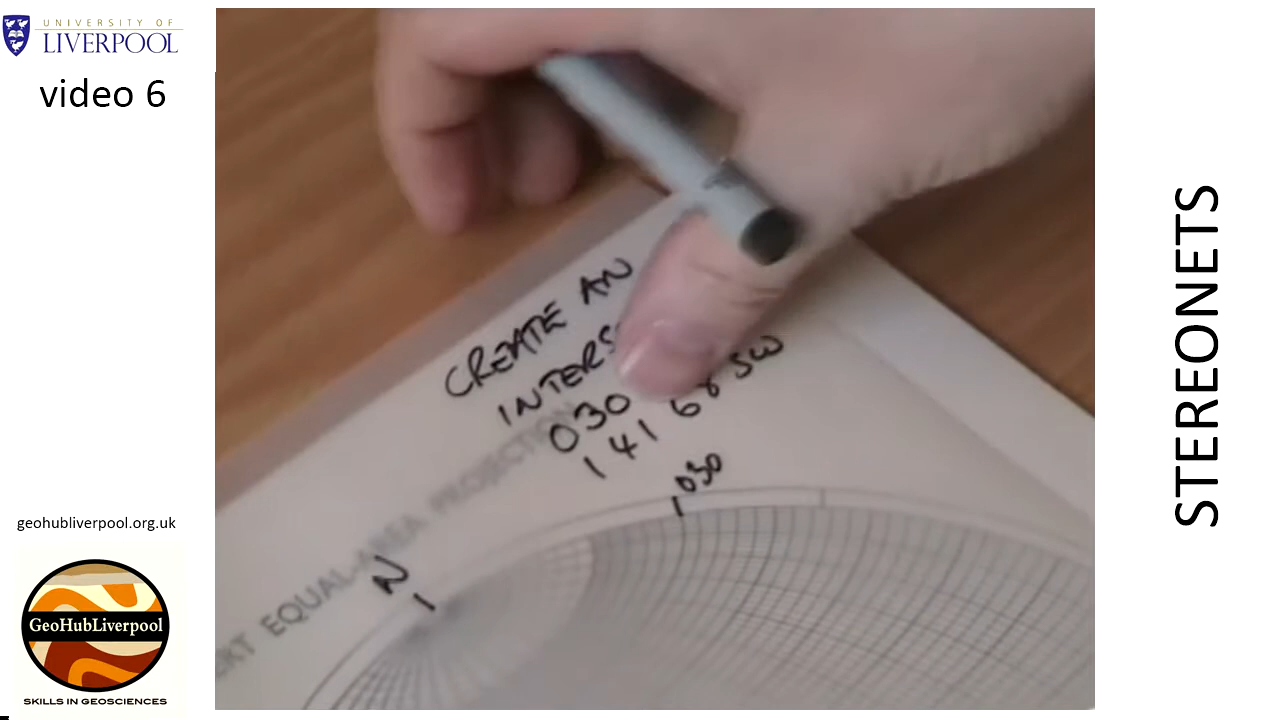 UNIVERSITY OF
LIVERPOOL
video 6
geohubliverpool.org.uk
GeoHubLiverpool
SKILLS IN GEOSCIENCES
CREATE AN
030
141 68 SW
030
N
EQUAL-AREA PROJECTION
STEREONETS